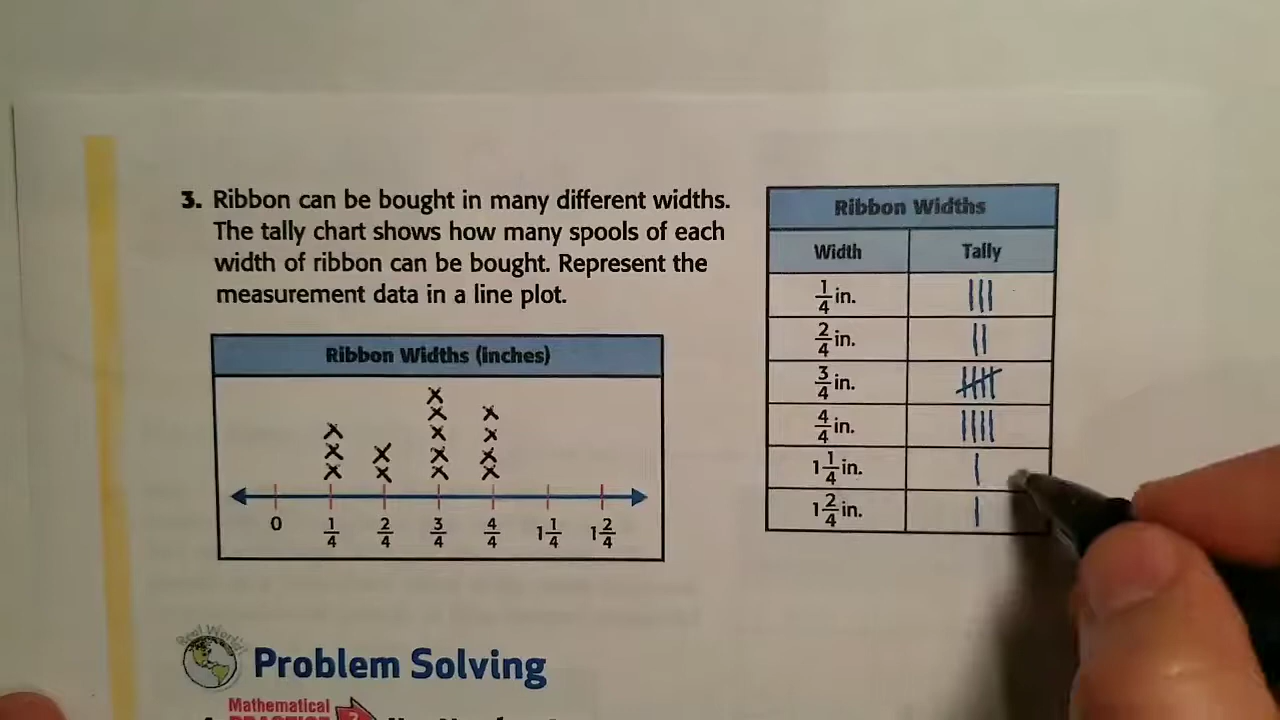 3. Ribbon can be bought in many different widths.
The tally chart shows how many spools of each
width of ribbon can be bought. Represent the
measurement data in a line plot.
Ribbon Widths (inches)
0 1/4 2/4 3/4 4/4 1 1/4 1 2/4
Ribbon Widths
Width Tally
1/4 in.
2/4 in.
3/4 in.
4/4 in.
1 1/4 in.
1 2/4 in.
Real World
Problem Solving
Mathematical
PRACTICE 2